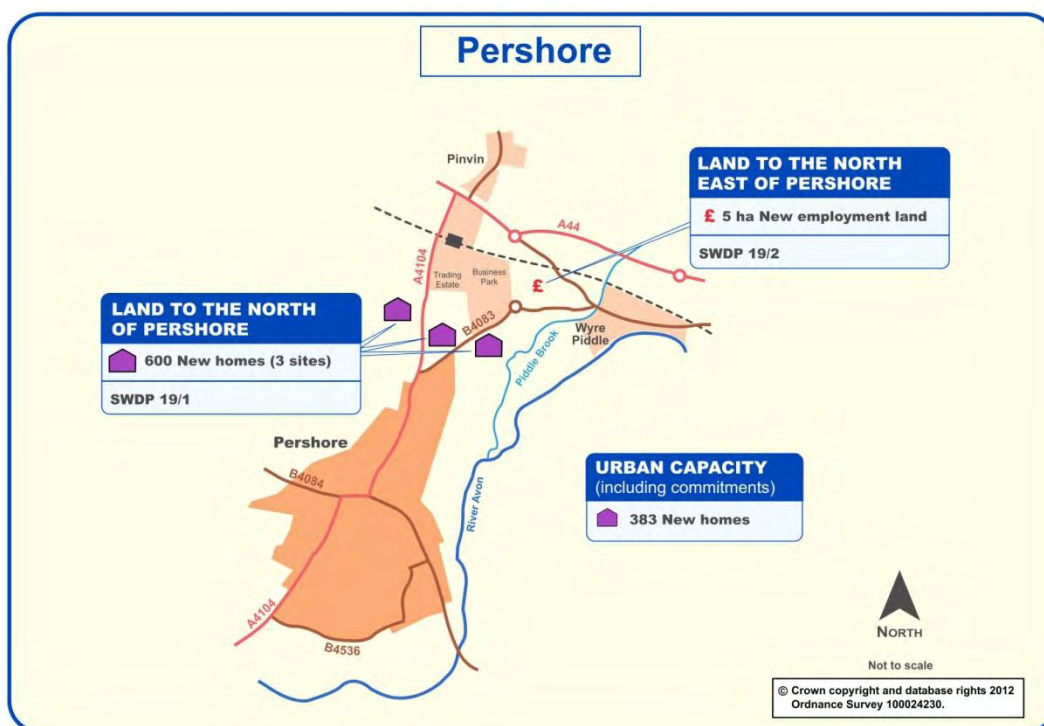 Pershore
Pinvin
LAND TO THE NORTH
EAST OF PERSHORE
£ 5 ha New employment land
SWDP 19/2
A44
A4104
Trading
Estate
Business
Park
£
B4083
Wyre
Piddle
Piddle Brook
LAND TO THE NORTH
OF PERSHORE
600 New homes (3 sites)
SWDP 19/1
Pershore
B4084
River Avon
URBAN CAPACITY
(including commitments)
383 New homes
A4104
B4536
NORTH
Not to scale
© Crown copyright and database rights 2012
Ordnance Survey 100024230.